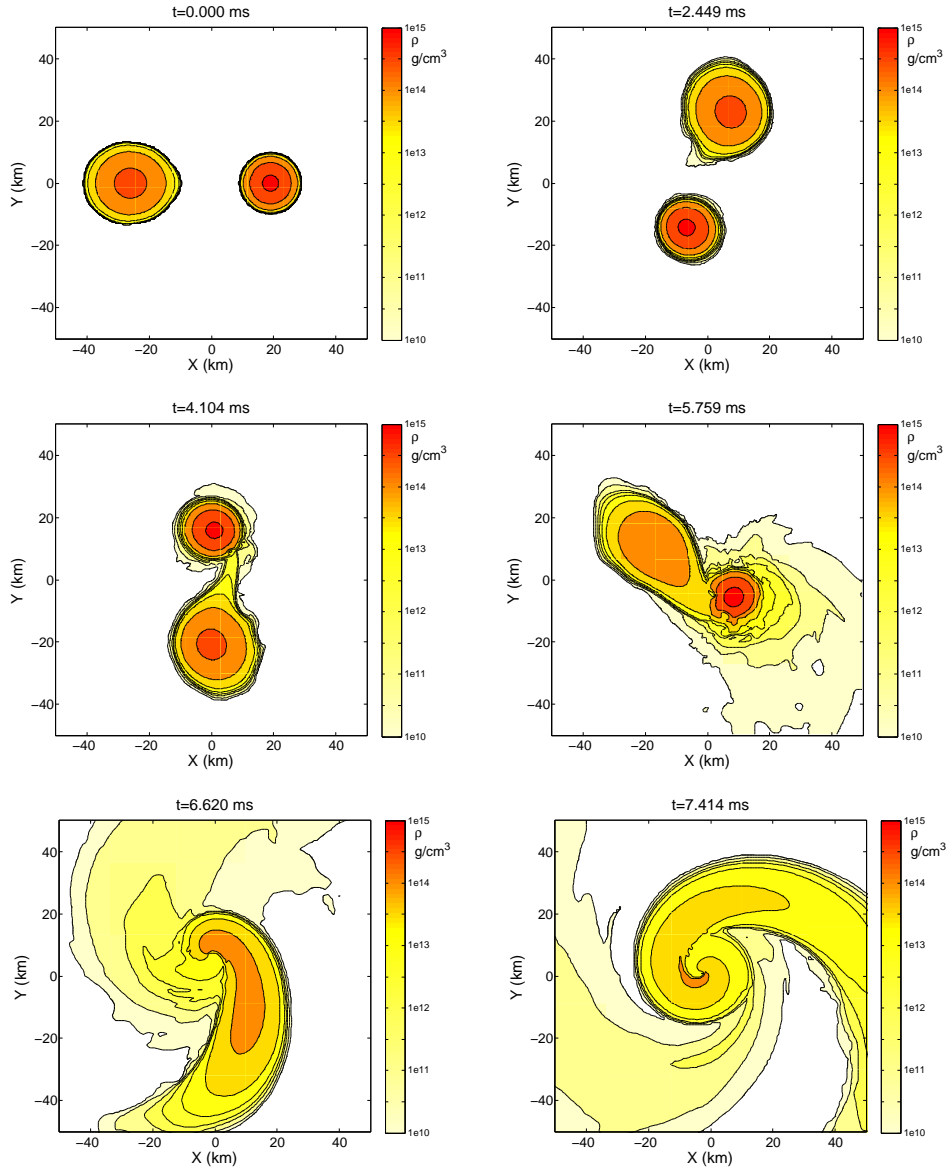 t=0.000 ms
Y (km)
40
20
0
−20
−40
−40 −20 0 20 40
X (km)
1e15
ρ
g/cm³
1e14
1e13
1e12
1e11
1e10
t=2.449 ms
Y (km)
40
20
0
−20
−40
−40 −20 0 20 40
X (km)
1e15
ρ
g/cm³
1e14
1e13
1e12
1e11
1e10
t=4.104 ms
Y (km)
40
20
0
−20
−40
−40 −20 0 20 40
X (km)
1e15
ρ
g/cm³
1e14
1e13
1e12
1e11
1e10
t=5.759 ms
Y (km)
40
20
0
−20
−40
−40 −20 0 20 40
X (km)
1e15
ρ
g/cm³
1e14
1e13
1e12
1e11
1e10
t=6.620 ms
Y (km)
40
20
0
−20
−40
−40 −20 0 20 40
X (km)
1e15
ρ
g/cm³
1e14
1e13
1e12
1e11
1e10
t=7.414 ms
Y (km)
40
20
0
−20
−40
−40 −20 0 20 40
X (km)
1e15
ρ
g/cm³
1e14
1e13
1e12
1e11
1e10